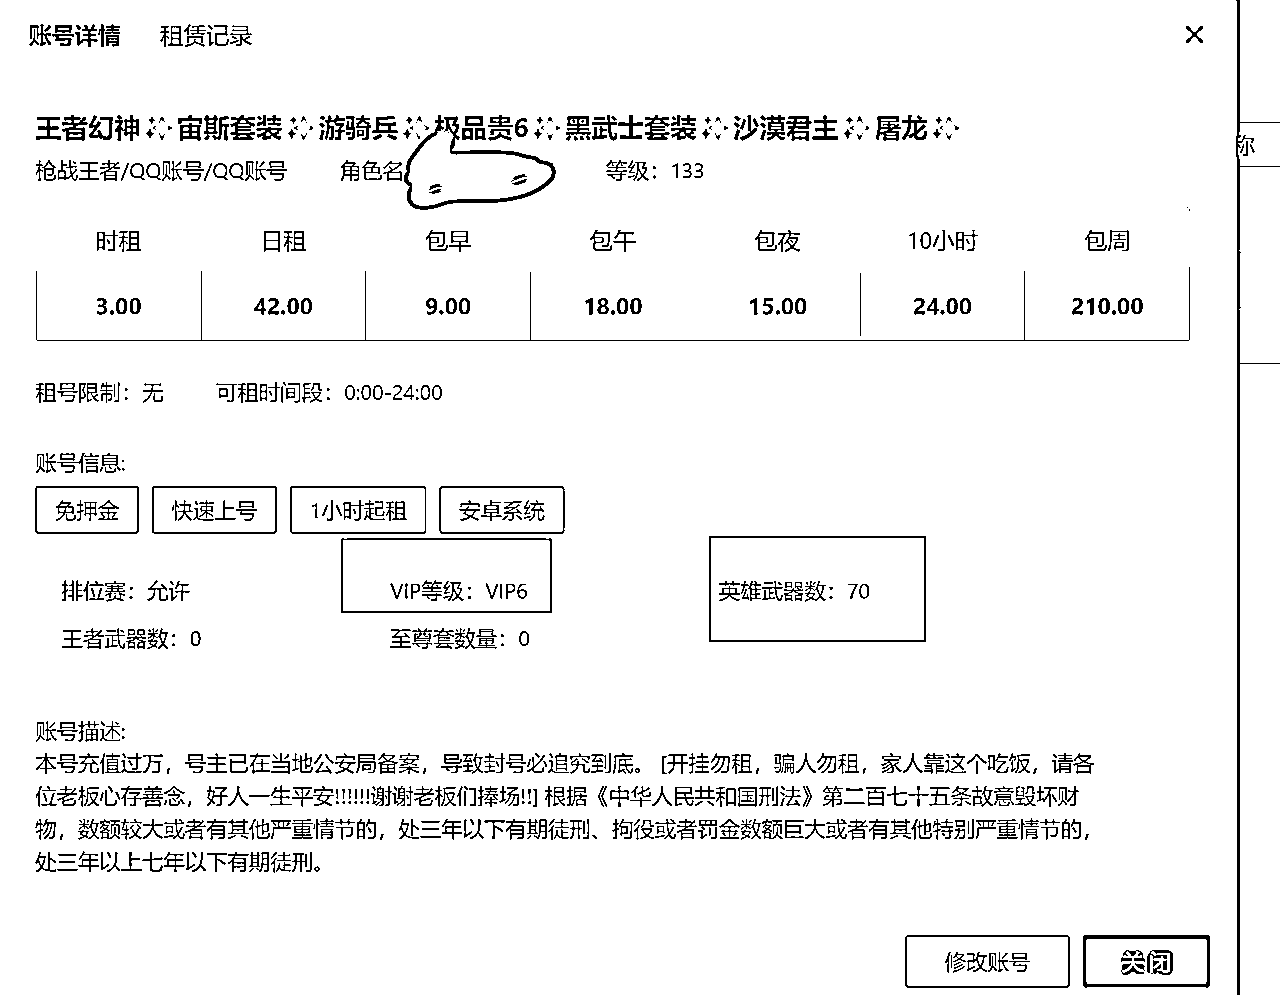 账号详情 租赁记录
王者幻神 宙斯套装 游骑兵 极品贵6 黑武士套装 沙漠君主 屠龙
枪战王者/QQ账号/QQ账号 角色名 等级：133
称
时租 日租 包早 包午 包夜 10小时 包周
3.00 42.00 9.00 18.00 15.00 24.00 210.00
租号限制：无 可租时间段：0:00-24:00
账号信息:
免押金 快速上号 1小时起租 安卓系统
排位赛：允许 VIP等级：VIP6 英雄武器数：70
王者武器数：0 至尊套数量：0
账号描述:
本号充值过万，号主已在当地公安局备案，导致封号必追究到底。 [开挂勿租，骗人勿租，家人靠这个吃饭，请各
位老板心存善念，好人一生平安!!!!!!谢谢老板们捧场!!] 根据《中华人民共和国刑法》第二百七十五条故意毁坏财
物，数额较大或者有其他严重情节的，处三年以下有期徒刑、拘役或者罚金数额巨大或者有其他特别严重情节的，
处三年以上七年以下有期徒刑。
修改账号 关闭